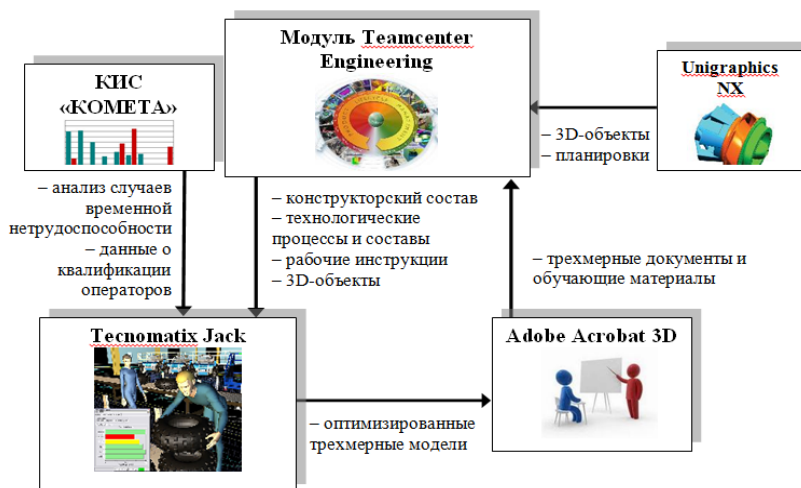 Модуль Teamcenter
Engineering
КИС
«КОМЕТА»
Unigraphics
NX
– 3D-объекты
– планировки
– анализ случаев
временной
нетрудоспособности
– данные о
квалификации
операторов
– конструкторский состав
– технологические
процессы и составы
– рабочие инструкции
– 3D-объекты
– трехмерные документы и
обучающие материалы
Tecnomatix Jack
Adobe Acrobat 3D
– оптимизированные
трехмерные модели